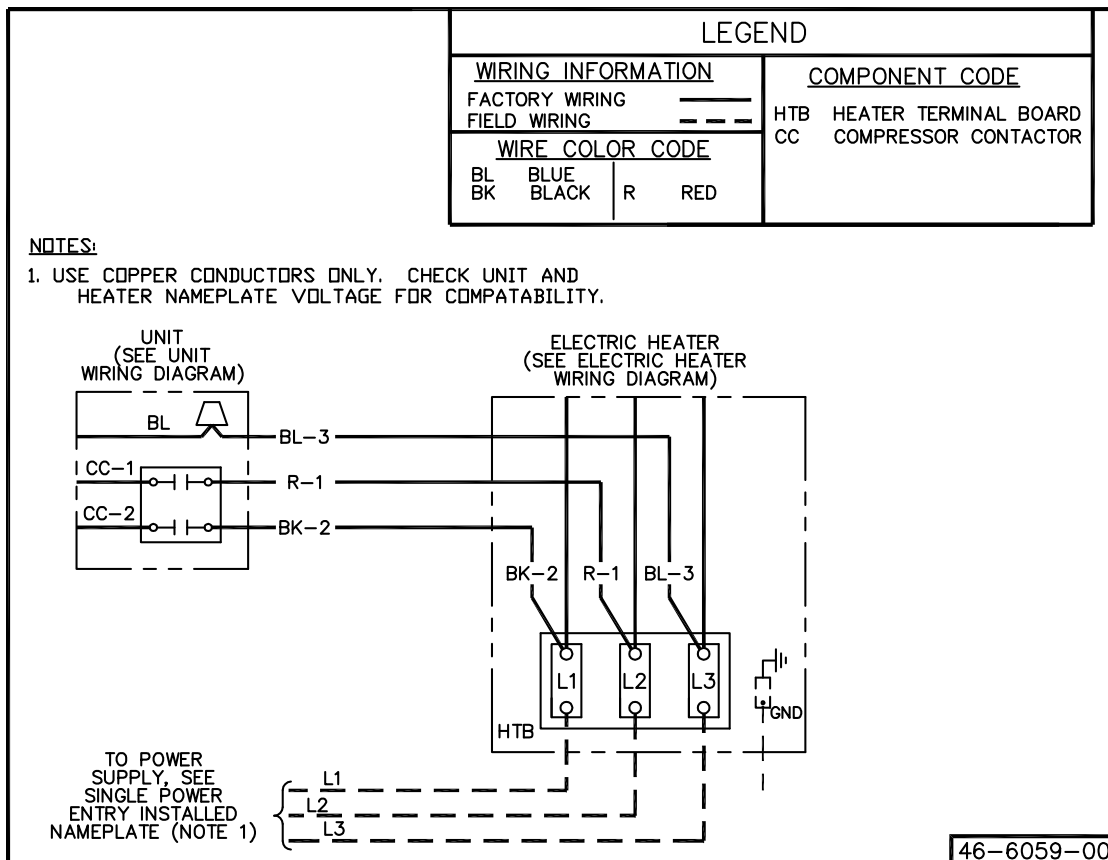 LEGEND
WIRING INFORMATION
FACTORY WIRING
FIELD WIRING
WIRE COLOR CODE
BL BLUE
BK BLACK R RED
COMPONENT CODE
HTB HEATER TERMINAL BOARD
CC COMPRESSOR CONTACTOR
NOTES:
1. USE COPPER CONDUCTORS ONLY. CHECK UNIT AND
HEATER NAMEPLATE VOLTAGE FOR COMPATABILITY.
UNIT
(SEE UNIT
WIRING DIAGRAM)
ELECTRIC HEATER
(SEE ELECTRIC HEATER
WIRING DIAGRAM)
BL
BL-3
CC-1
R-1
CC-2
BK-2
BK-2 R-1 BL-3
L1 L2 L3
GND
HTB
TO POWER
SUPPLY, SEE
SINGLE POWER
ENTRY INSTALLED
NAMEPLATE (NOTE 1)
L1
L2
L3
46-6059-00